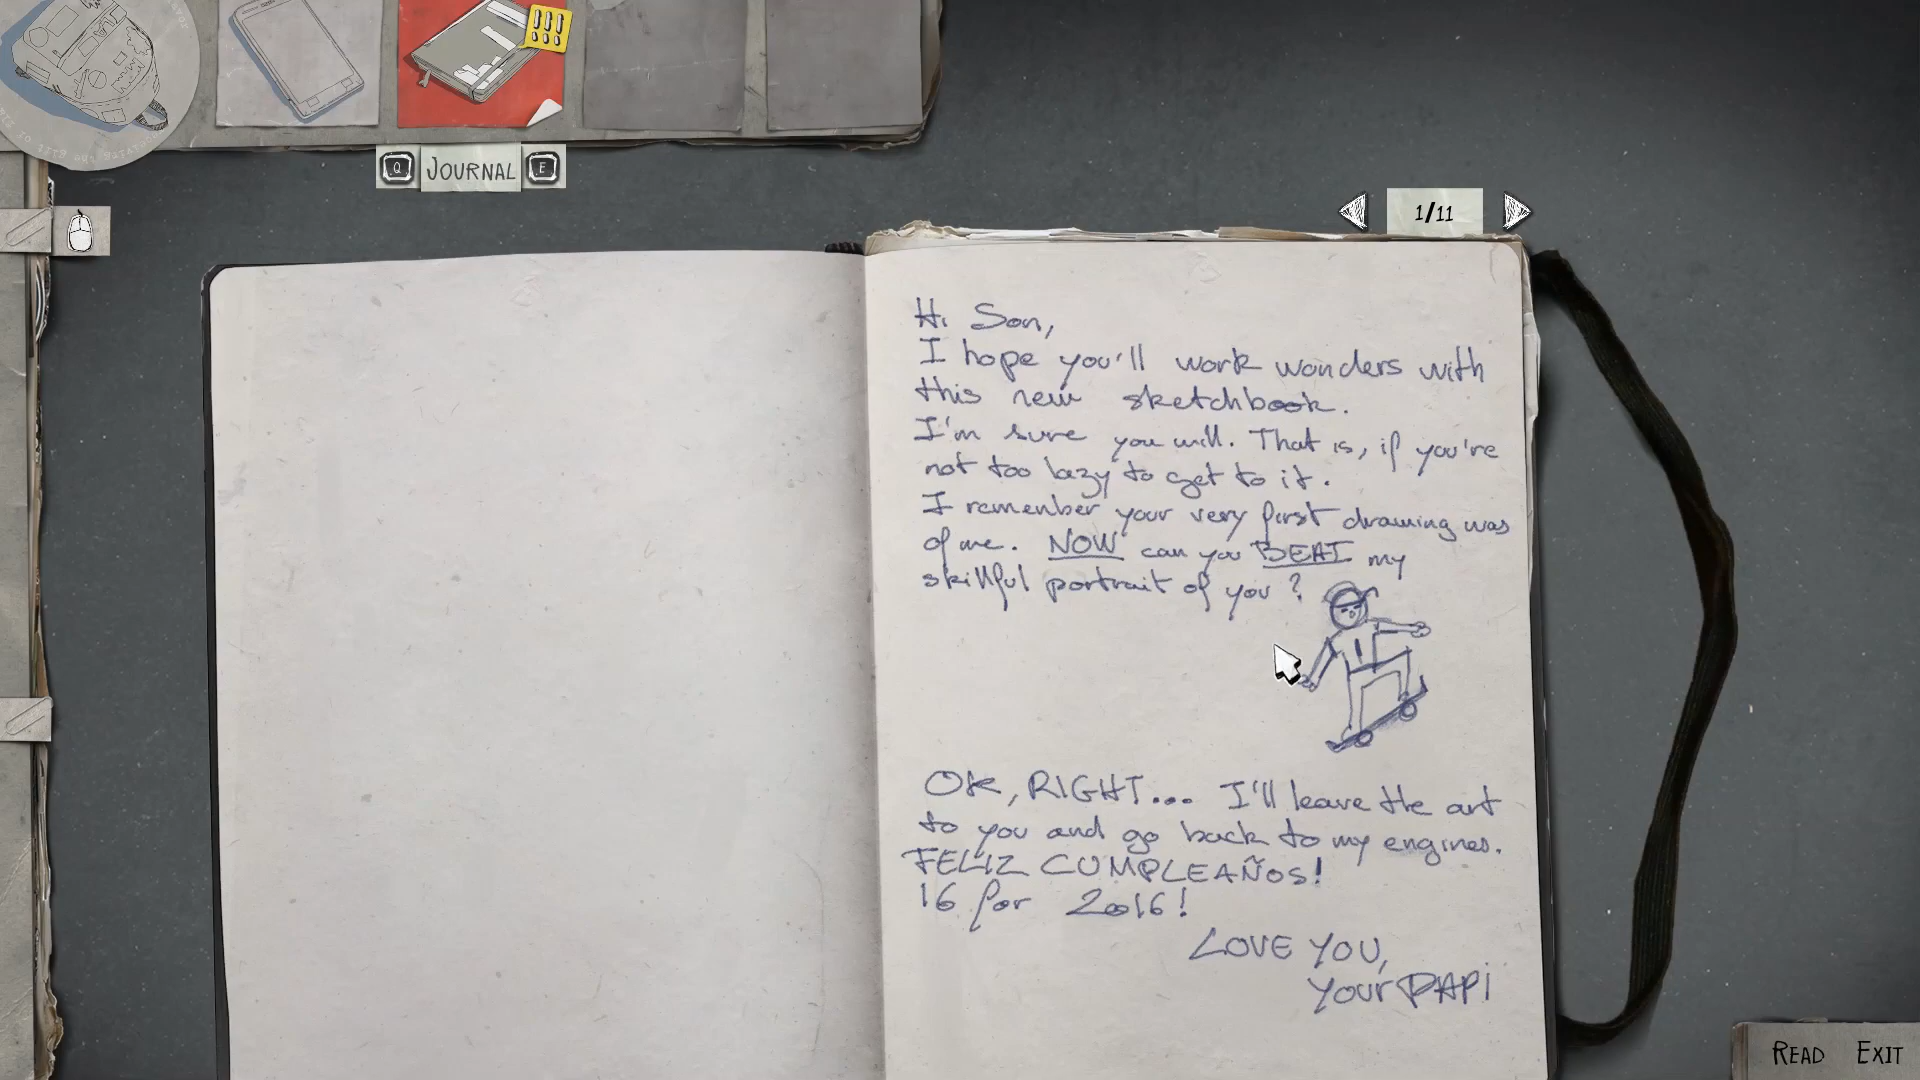 Q JOURNAL E
1/11
Hi Son,
I hope you'll work wonders with
this new sketchbook.
I'm sure you will. That is, if you're
not too lazy to get to it.
I remember your very first drawing was
of me. NOW can you BEAT my
skillful portrait of you?
OK, RIGHT... I'll leave the art
to you and go back to my engines.
FELIZ CUMPLEAÑOS!
16 for 2016!
LOVE YOU,
Your PAPI
READ EXIT